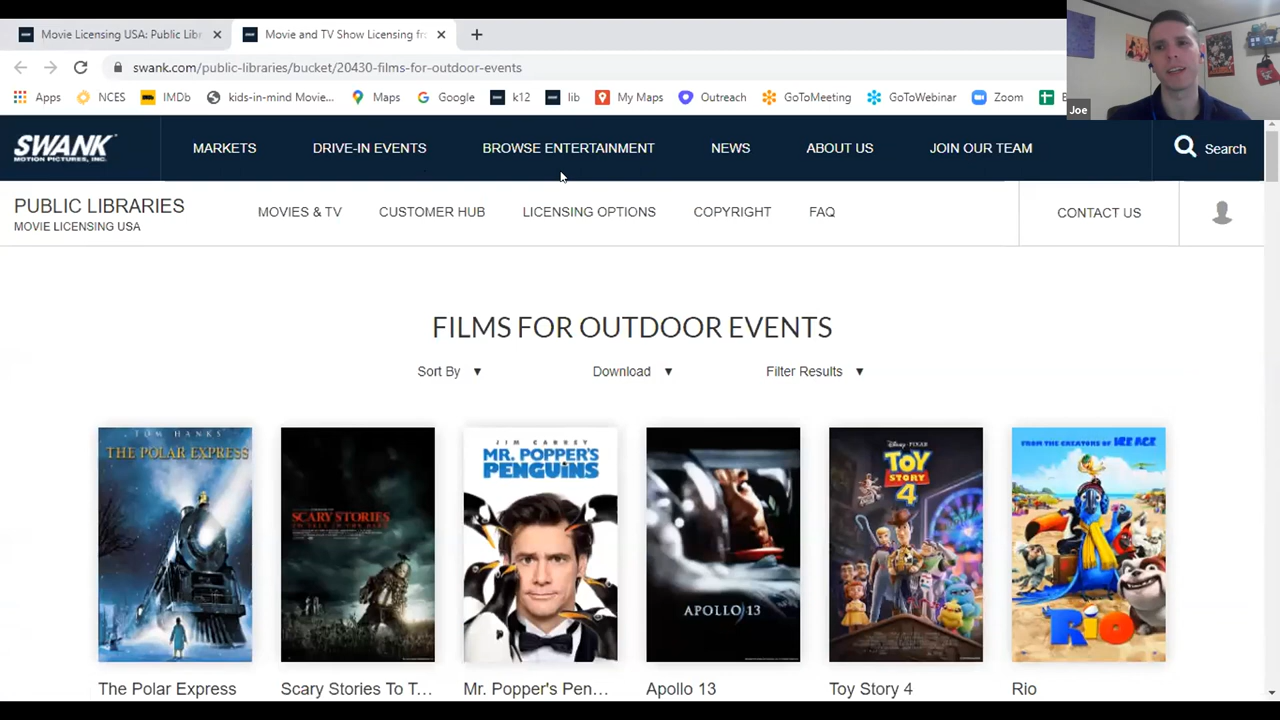 Movie Licensing USA: Public Lib
Movie and TV Show Licensing fr
swank.com/public-libraries/bucket/20430-films-for-outdoor-events
Apps NCES IMDb kids-in-mind Movie... Maps Google k12 lib My Maps Outreach GoToMeeting GoToWebinar Zoom
Joe
SWANK
MOTION PICTURES, INC.
MARKETS DRIVE-IN EVENTS BROWSE ENTERTAINMENT NEWS ABOUT US JOIN OUR TEAM Search
PUBLIC LIBRARIES
MOVIE LICENSING USA
MOVIES & TV CUSTOMER HUB LICENSING OPTIONS COPYRIGHT FAQ CONTACT US
FILMS FOR OUTDOOR EVENTS
Sort By Download Filter Results
TOM HANKS
THE POLAR EXPRESS
SCARY STORIES
JIM CARREY
MR. POPPER'S
PENGUINS
APOLLO 13
DISNEY·PIXAR
TOY
STORY
4
FROM THE CREATORS OF ICE AGE
RIO
The Polar Express Scary Stories To T... Mr. Popper's Pen... Apollo 13 Toy Story 4 Rio